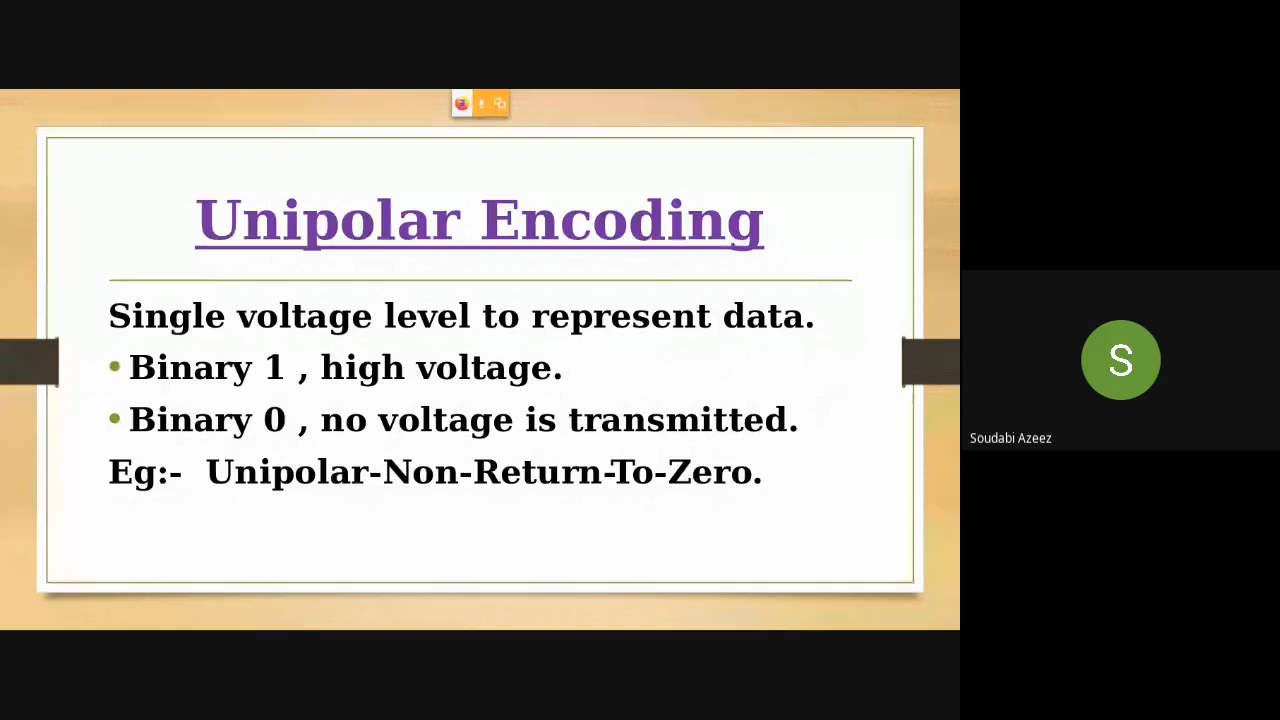 Unipolar Encoding
Single voltage level to represent data.
• Binary 1 , high voltage.
• Binary 0 , no voltage is transmitted.
Eg:-  Unipolar-Non-Return-To-Zero.
S
Soudabi Azeez